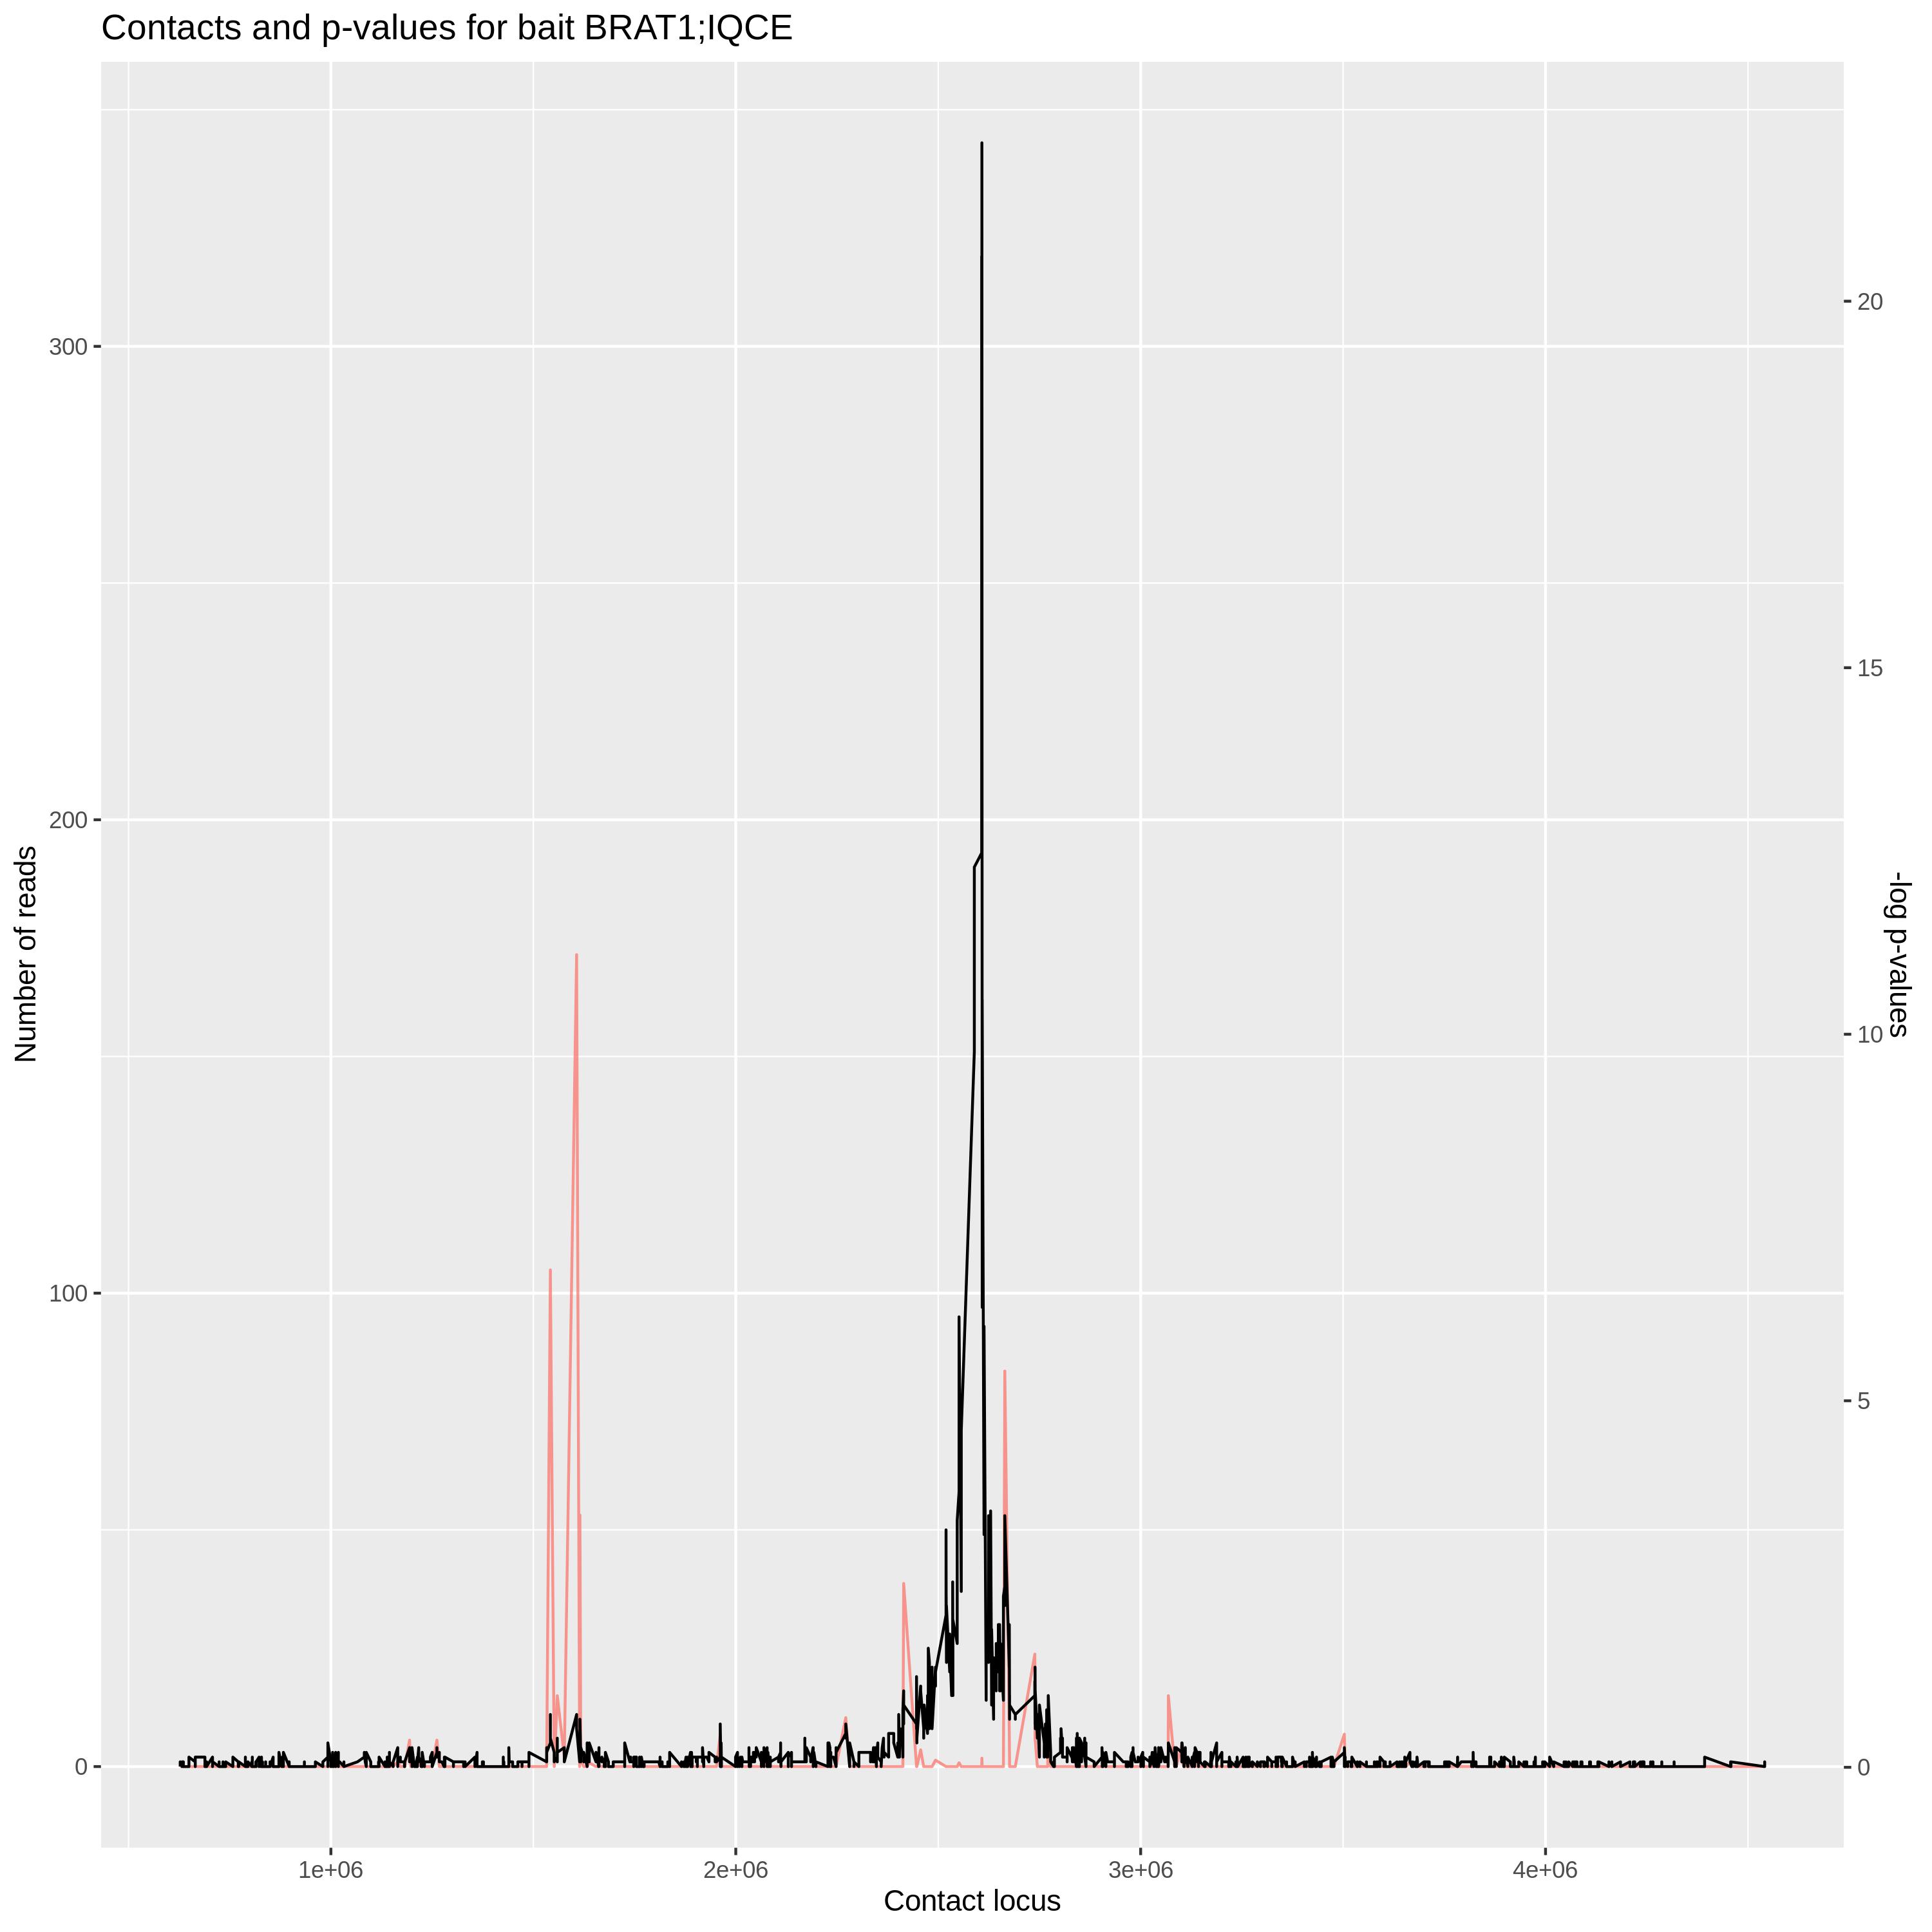 Contacts and p-values for bait BRAT1;IQCE
300
200
100
0
Number of reads
20
15
10
5
0
-log p-values
1e+06
2e+06
3e+06
4e+06
Contact locus